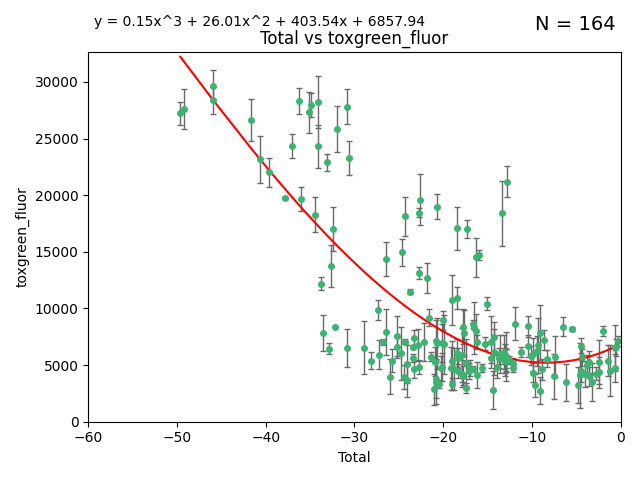 y = 0.15x^3 + 26.01x^2 + 403.54x + 6857.94
N = 164
Total vs toxgreen_fluor
30000
25000
20000
15000
10000
5000
0
toxgreen_fluor
−60 −50 −40 −30 −20 −10 0
Total